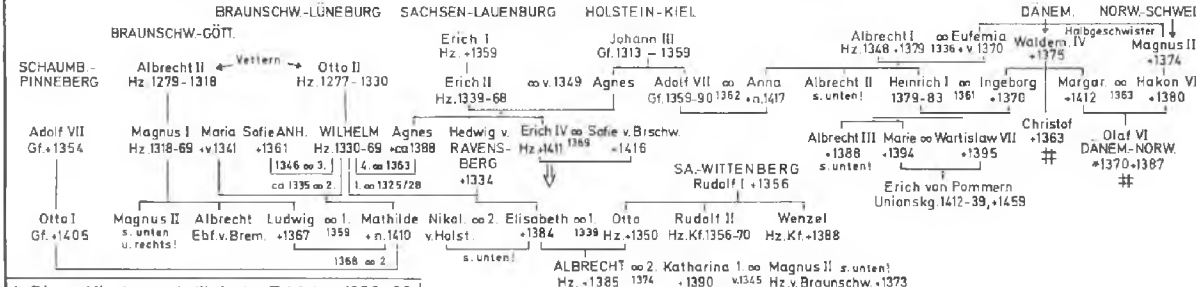 BRAUNSCHW.-LÜNEBURG SACHSEN-LAUENBURG HOLSTEIN-KIEL DÄNEM. NORW.-SCHWED
BRAUNSCHW.-GÖTT. Erich I Johann III Albrecht I ∞ Eufemia Halbgeschwister
Hz. +1359 Gf. 1313 – 1359 Hz. 1348 +1379 1336 +v 1370 Waldem. IV Magnus II
SCHAUMB.- Albrecht II Vettern Otto II +1375 +1374
PINNEBERG Hz. 1279-1318 Hz. 1277-1330 Erich II ∞ v. 1349 Agnes Adolf VII ∞ Anna Albrecht II Heinrich I ∞ Ingeborg Margar. ∞ Hakon VI
Hz. 1339-68 Gf. 1359-90 1362 +n. 1417 s. unten! 1379-83 1361 +1370 +1412 1363 +1380
Adolf VII Magnus I Maria Sofie ANH. WILHELM Agnes Hedwig v. Erich IV ∞ Sofie v. Bschw. Christof
Gf. +1354 Hz. 1318-69 +v 1341 +1361 Hz. 1330-69 +ca 1388 RAVENS- Hz. +1411 1369 +1416 Albrecht III Marie ∞ Wartislaw VII +1363 Olaf VI
1346 ∞ 3. 4. ∞ 1363 BERG +1388 +1394 +1395 # DÄNEM.-NORW.
ca 1335 ∞ 2. 1. ∞ 1325/28 +1334 s. unten! *1370 +1387
SA.-WITTENBERG Erich von Pommern #
Rudolf I +1356 Unionskg. 1412-39, +1459
Otto I Magnus II Albrecht Ludwig ∞ 1. Mathilde Nikol. ∞ 2. Elisabeth ∞ 1. Otto Rudolf II Wenzel
Gf. +1405 s. unten Ebf. v. Brem. +1367 1359 +n. 1410 v. Holst. +1384 1339 Hz. +1350 Hz. Kf. 1356-70 Hz. Kf. +1388
u. rechts! s. unten!
1368 ∞ 2.
ALBRECHT ∞ 2. Katharina 1. ∞ Magnus II s. unten!
Hz. +1385 1374 +1390 v. 1345 Hz. v. Braunschw. +1373